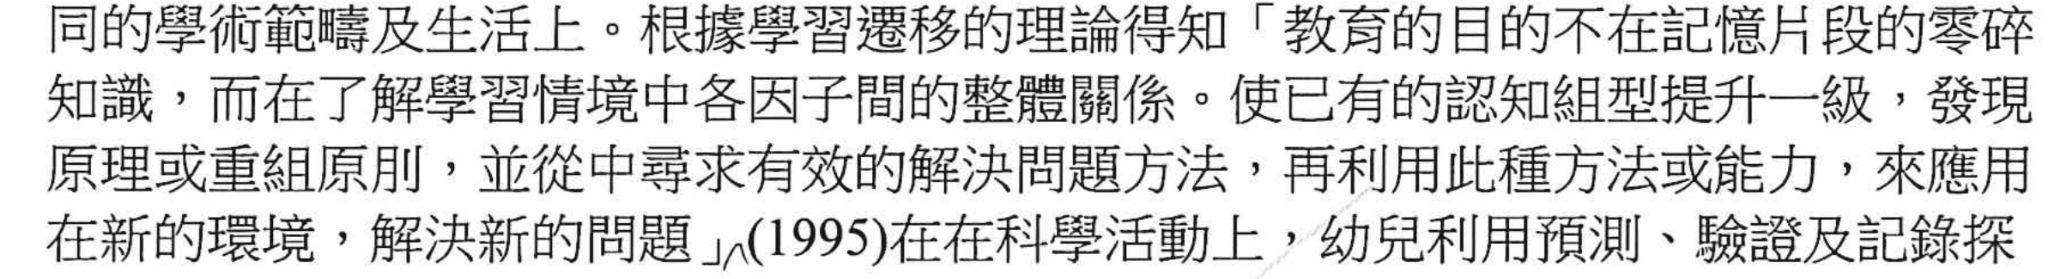 同的學術範疇及生活上。根據學習遷移的理論得知「教育的目的不在記憶片段的零碎
知識，而在了解學習情境中各因子間的整體關係。使已有的認知組型提升一級，發現
原理或重組原則，並從中尋求有效的解決問題方法，再利用此種方法或能力，來應用
在新的環境，解決新的問題」(1995)在在科學活動上，幼兒利用預測、驗證及記錄探